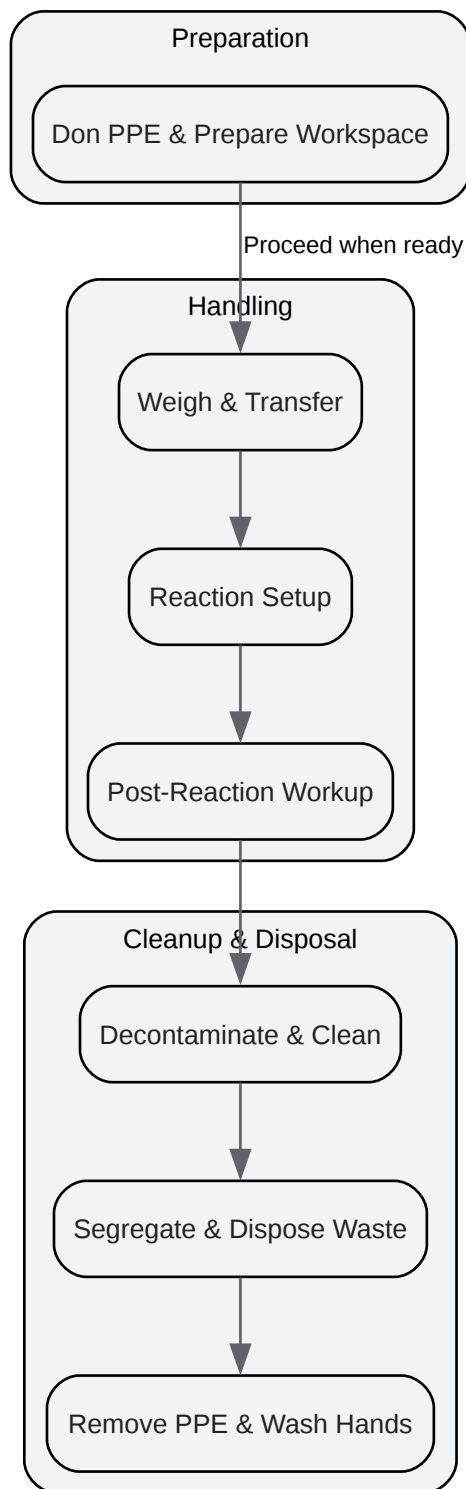 Preparation
Don PPE & Prepare Workspace
Proceed when ready
Handling
Weigh & Transfer
Reaction Setup
Post-Reaction Workup
Cleanup & Disposal
Decontaminate & Clean
Segregate & Dispose Waste
Remove PPE & Wash Hands